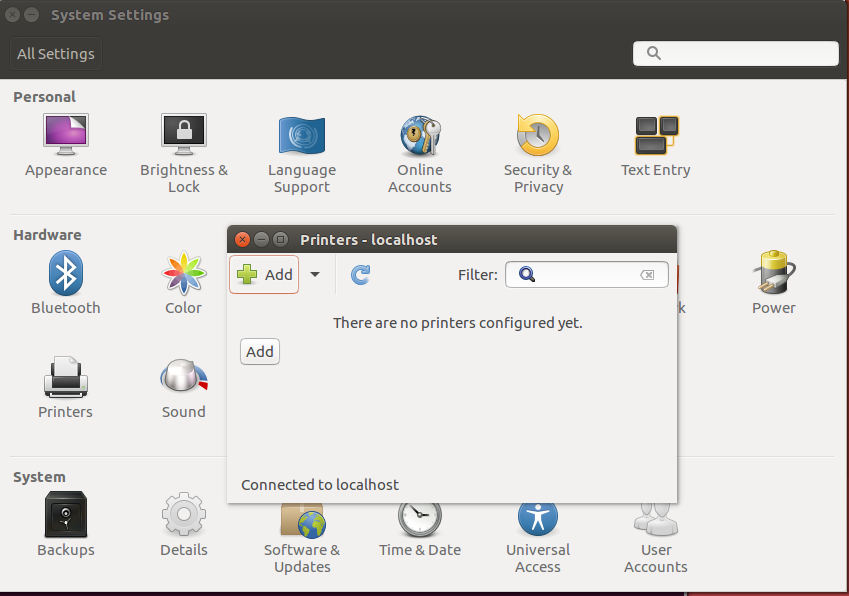 System Settings
All Settings
Personal
Appearance
Brightness &
Lock
Language
Support
Online
Accounts
Security &
Privacy
Text Entry
Hardware
Bluetooth
Color
k
Power
Printers
Sound
Printers - localhost
Add
Filter:
There are no printers configured yet.
Add
Connected to localhost
System
Backups
Details
Software &
Updates
Time & Date
Universal
Access
User
Accounts